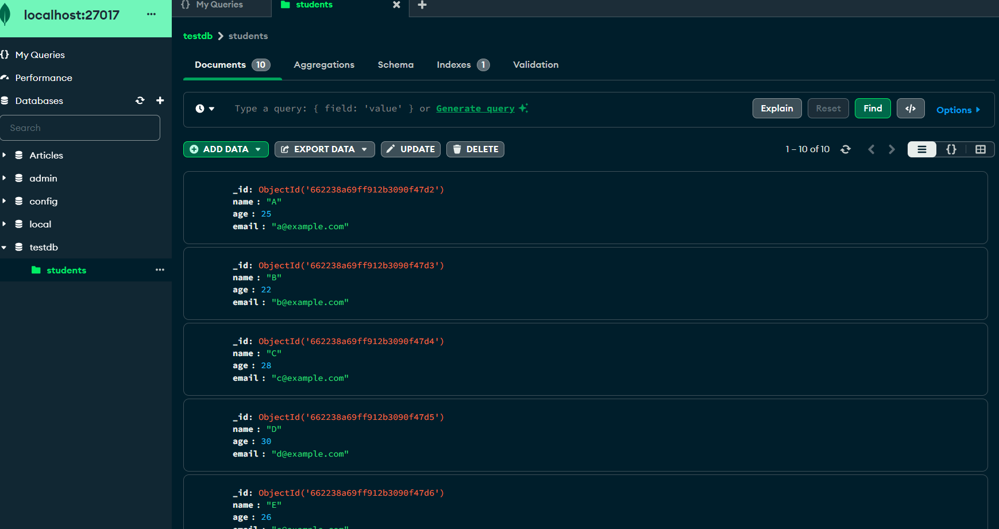 localhost:27017 ...
{} My Queries
students
testdb > students
{} My Queries
Performance
Databases
Search
Articles
admin
config
local
testdb
students ...
Documents 10 Aggregations Schema Indexes 1 Validation
Type a query: { field: 'value' } or Generate query
Explain Reset Find </> Options
ADD DATA EXPORT DATA UPDATE DELETE
1 – 10 of 10 {}
_id: ObjectId('662238a69ff912b3090f47d2')
name : "A"
age : 25
email : "a@example.com"
_id: ObjectId('662238a69ff912b3090f47d3')
name : "B"
age : 22
email : "b@example.com"
_id: ObjectId('662238a69ff912b3090f47d4')
name : "C"
age : 28
email : "c@example.com"
_id: ObjectId('662238a69ff912b3090f47d5')
name : "D"
age : 30
email : "d@example.com"
_id: ObjectId('662238a69ff912b3090f47d6')
name : "E"
age : 26
email : "e@example.com"